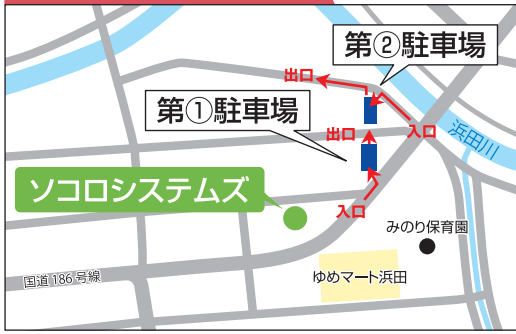 第②駐車場
出口
第①駐車場
出口
入口
浜田川
ソコロシステムズ
入口
みのり保育園
国道186号線
ゆめマート浜田